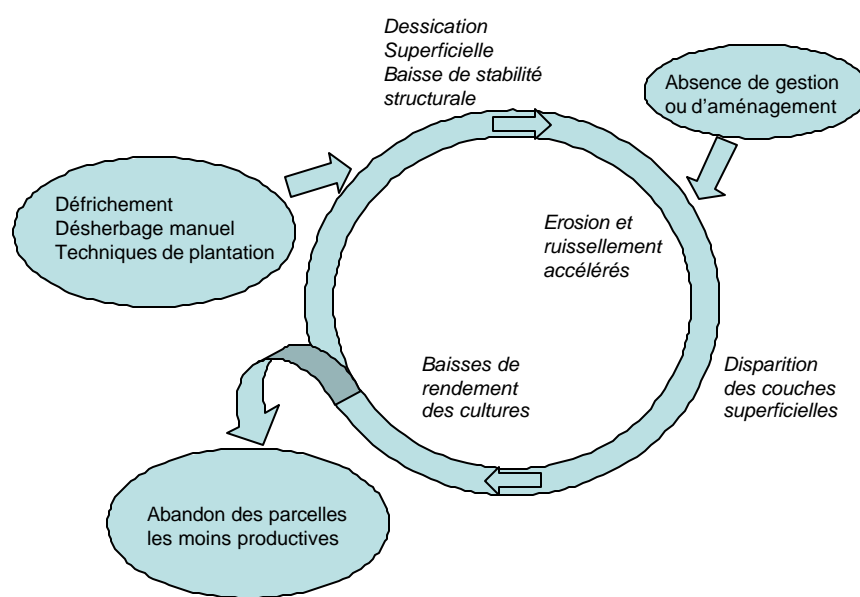 Dessication
Superficielle
Baisse de stabilité
structurale
Absence de gestion
ou d'aménagement
Défrichement
Désherbage manuel
Techniques de plantation
Erosion et
ruissellement
accélérés
Baisses de
rendement
des cultures
Disparition
des couches
superficielles
Abandon des parcelles
les moins productives